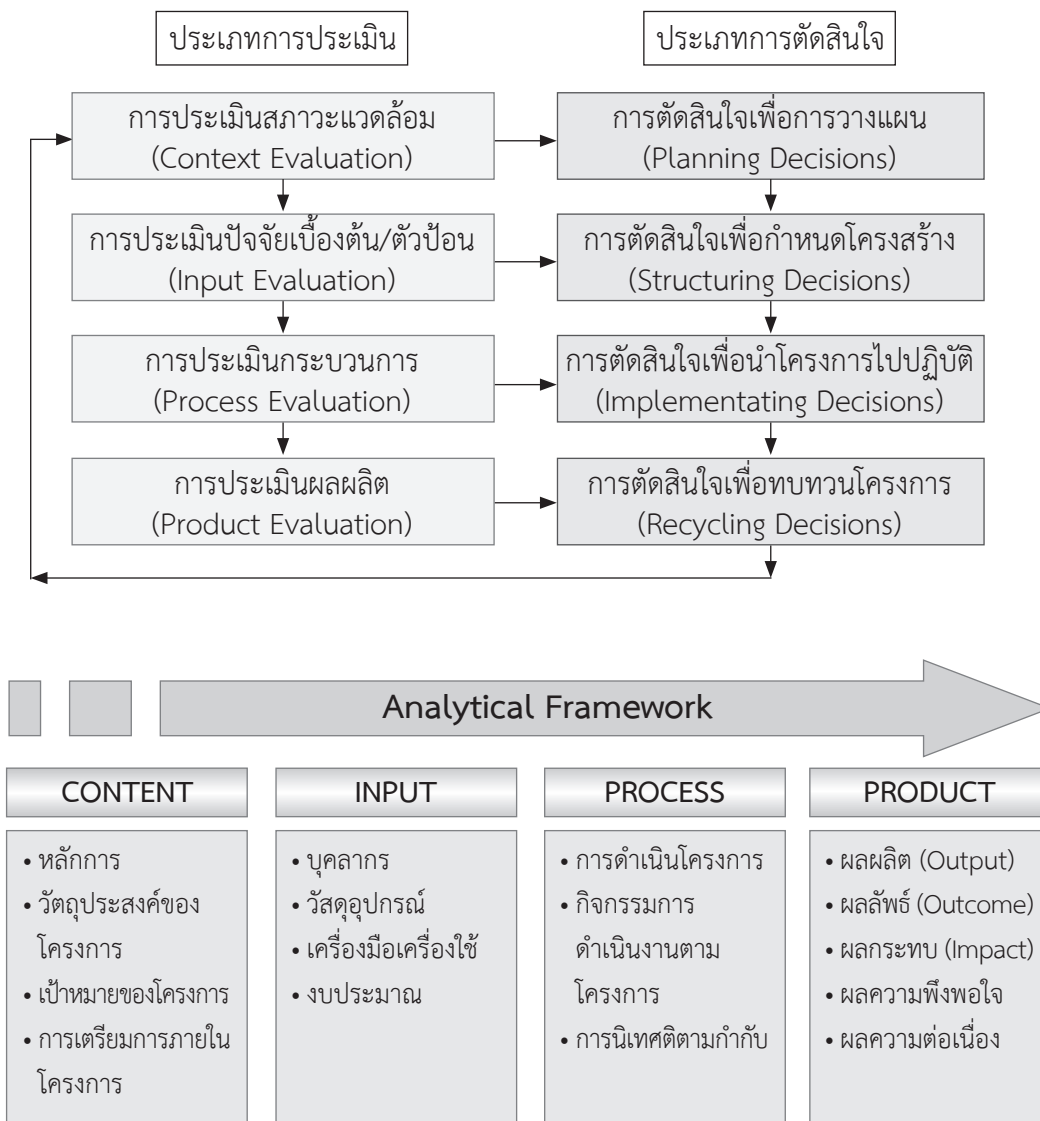 ประเภทการประเมิน
ประเภทการตัดสินใจ
การประเมินสภาวะแวดล้อม
(Context Evaluation)
การตัดสินใจเพื่อการวางแผน
(Planning Decisions)
การประเมินปัจจัยเบื้องต้น/ตัวป้อน
(Input Evaluation)
การตัดสินใจเพื่อกำหนดโครงสร้าง
(Structuring Decisions)
การประเมินกระบวนการ
(Process Evaluation)
การตัดสินใจเพื่อนำโครงการไปปฏิบัติ
(Implementating Decisions)
การประเมินผลผลิต
(Product Evaluation)
การตัดสินใจเพื่อทบทวนโครงการ
(Recycling Decisions)
Analytical Framework
CONTENT
• หลักการ
• วัตถุประสงค์ของ
โครงการ
• เป้าหมายของโครงการ
• การเตรียมการภายใน
โครงการ
INPUT
• บุคลากร
• วัสดุอุปกรณ์
• เครื่องมือเครื่องใช้
• งบประมาณ
PROCESS
• การดำเนินโครงการ
• กิจกรรมการ
ดำเนินงานตาม
โครงการ
• การนิเทศติตามกำกับ
PRODUCT
• ผลผลิต (Output)
• ผลลัพธ์ (Outcome)
• ผลกระทบ (Impact)
• ผลความพึงพอใจ
• ผลความต่อเนื่อง